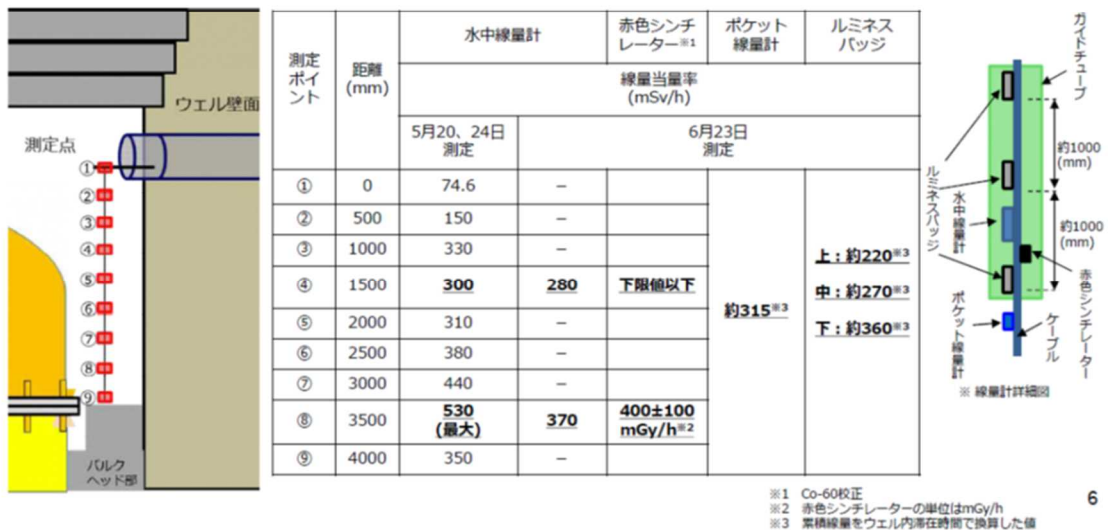 ウェル壁面
測定点
①
②
③
④
⑤
⑥
⑦
⑧
⑨
バルク
ヘッド部
測定
ポイ
ント
距離
(mm)
水中線量計
赤色シンチ
レーター※1
ポケット
線量計
ルミネス
バッジ
線量当量率
(mSv/h)
5月20、24日
測定
6月23日
測定
① 0 74.6 −
② 500 150 −
③ 1000 330 −
④ 1500 300 280 下限値以下
⑤ 2000 310 −
⑥ 2500 380 −
⑦ 3000 440 −
⑧ 3500 530
(最大) 370 400±100
mGy/h※2
⑨ 4000 350 −
約315※3
上：約220※3
中：約270※3
下：約360※3
ガイドチューブ
約1000
(mm)
ルミネスバッジ
水中線量計
約1000
(mm)
赤色シンチレーター
ケーブル
ポケット線量計
※ 線量計詳細図
※1 Co-60校正
※2 赤色シンチレーターの単位はmGy/h
※3 累積線量をウェル内滞在時間で換算した値
6